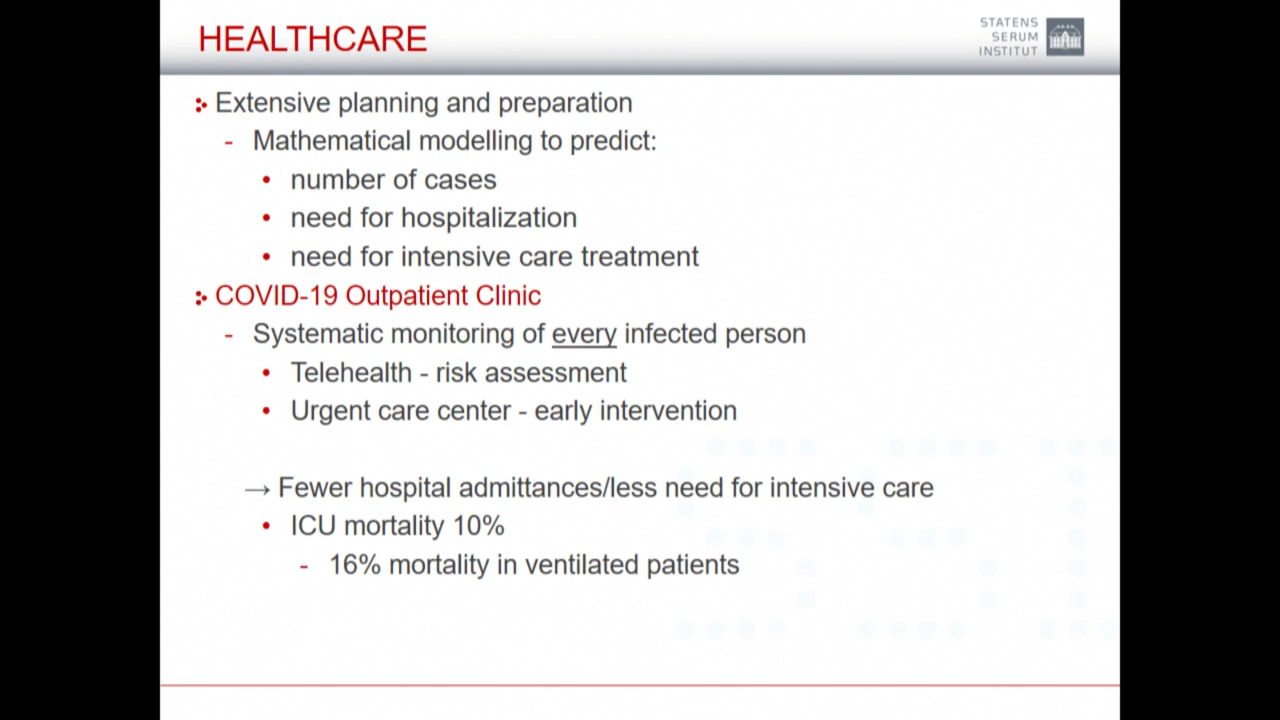 HEALTHCARE
STATENS
SERUM
INSTITUT
Extensive planning and preparation
- Mathematical modelling to predict:
• number of cases
• need for hospitalization
• need for intensive care treatment
COVID-19 Outpatient Clinic
- Systematic monitoring of every infected person
• Telehealth - risk assessment
• Urgent care center - early intervention
→ Fewer hospital admittances/less need for intensive care
• ICU mortality 10%
- 16% mortality in ventilated patients